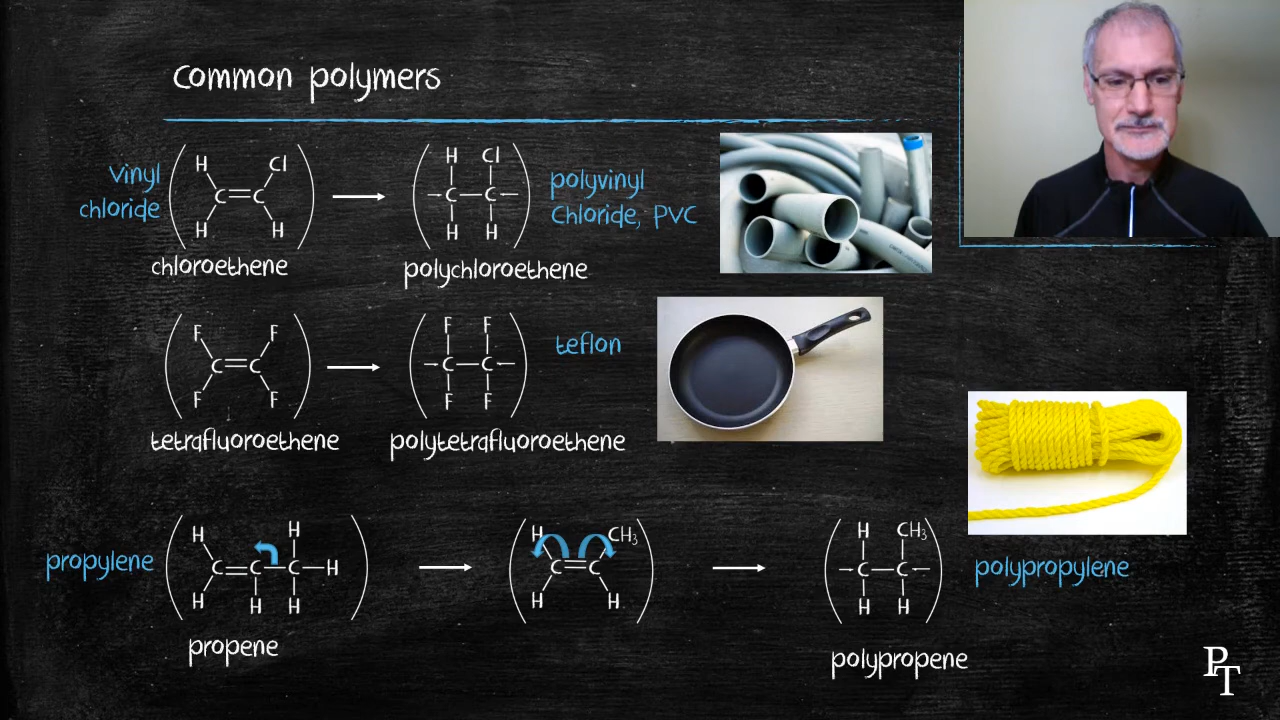 Common polymers
vinyl
chloride
H Cl
C=C
H H
chloroethene
H Cl
-C-C-
H H
polychloroethene
polyvinyl
Chloride, PVC
F F
C=C
F F
tetrafluoroethene
F F
-C-C-
F F
polytetrafluoroethene
teflon
propylene
H H
C=C-C-H
H H H
propene
H CH3
C=C
H H
H CH3
-C-C-
H H
polypropene
polypropylene
PT